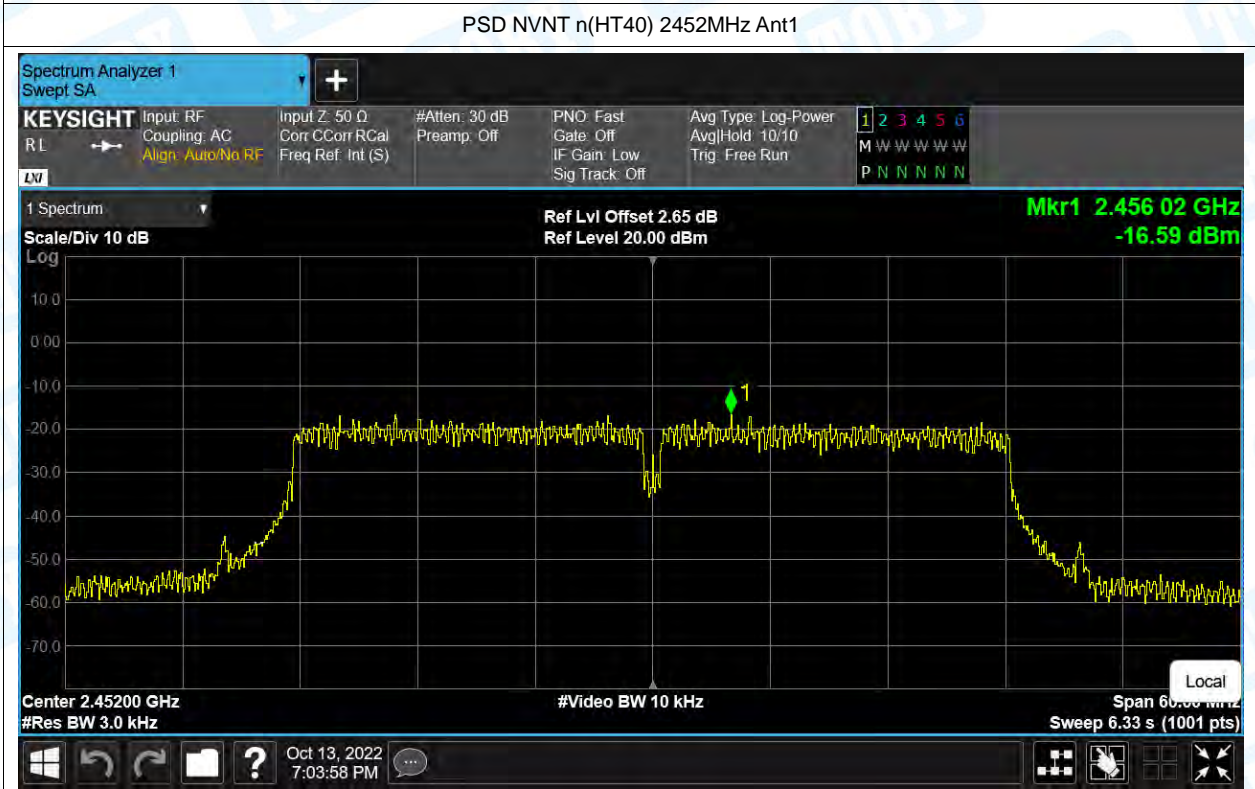 PSD NVNT n(HT40) 2452MHz Ant1
Spectrum Analyzer 1
Swept SA
+
KEYSIGHT
R L
LXI
Input: RF
Coupling: AC
Align: Auto/No RF
Input Z: 50 Ω
Corr CCorr RCal
Freq Ref: Int (S)
#Atten: 30 dB
Preamp: Off
PNO: Fast
Gate: Off
IF Gain: Low
Sig Track: Off
Avg Type: Log-Power
Avg|Hold: 10/10
Trig: Free Run
1 2 3 4 5 6
M W W W W W
P N N N N N
1 Spectrum
Scale/Div 10 dB
Log
Ref Lvl Offset 2.65 dB
Ref Level 20.00 dBm
Mkr1 2.456 02 GHz
-16.59 dBm
10.0
0.00
-10.0
1
-20.0
-30.0
-40.0
-50.0
-60.0
-70.0
Local
Center 2.45200 GHz
#Video BW 10 kHz
Span 60.00 MHz
#Res BW 3.0 kHz
Sweep 6.33 s (1001 pts)
?
Oct 13, 2022
7:03:58 PM